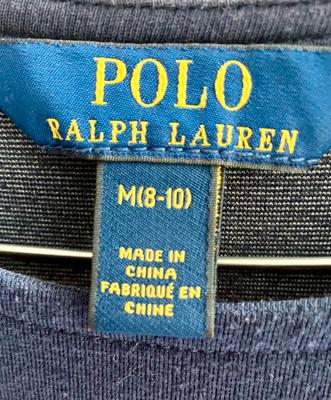 POLO
RALPH LAUREN
M(8-10)
MADE IN
CHINA
FABRIQUÉ EN
CHINE